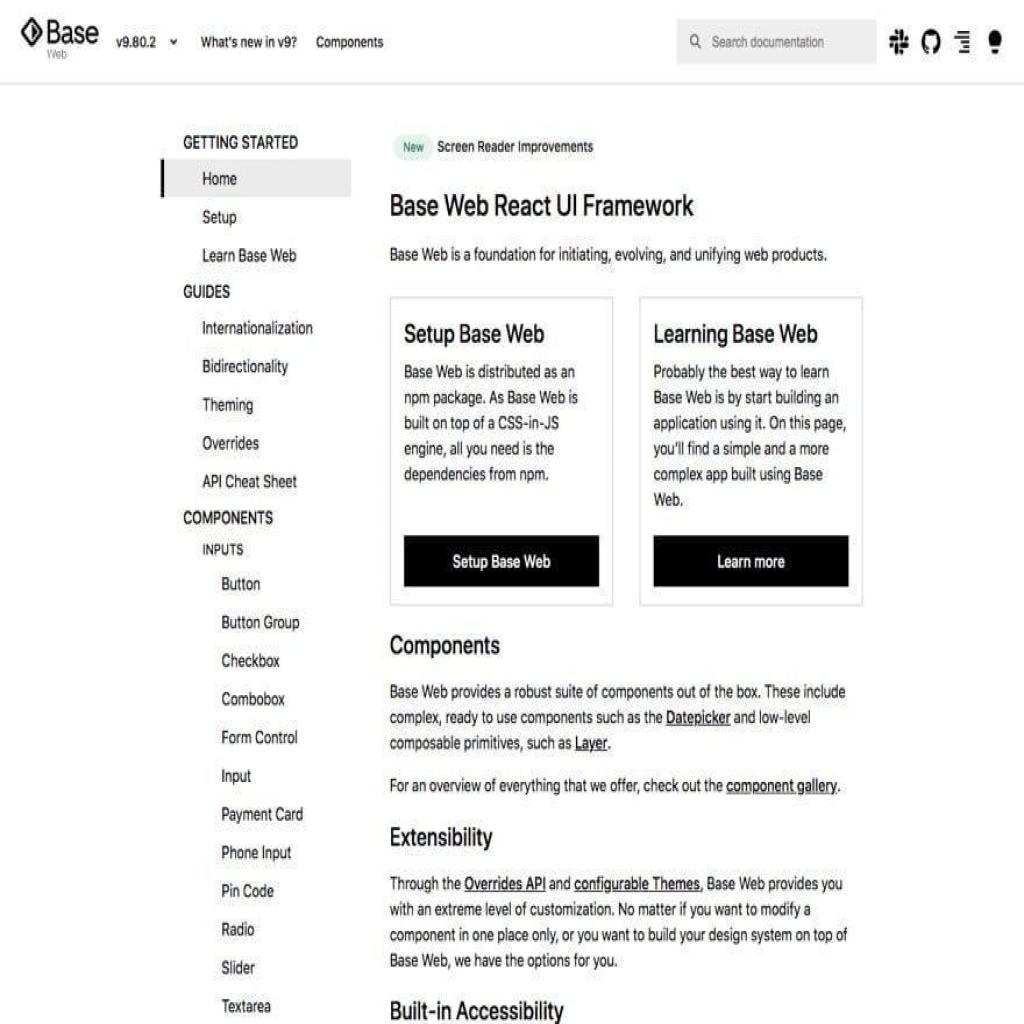 Base
Web
v9.80.2
What's new in v9?
Components
Search documentation
GETTING STARTED
Home
Setup
Learn Base Web
GUIDES
Internationalization
Bidirectionality
Theming
Overrides
API Cheat Sheet
COMPONENTS
INPUTS
Button
Button Group
Checkbox
Combobox
Form Control
Input
Payment Card
Phone Input
Pin Code
Radio
Slider
Textarea
New Screen Reader Improvements
Base Web React UI Framework
Base Web is a foundation for initiating, evolving, and unifying web products.
Setup Base Web
Base Web is distributed as an
npm package. As Base Web is
built on top of a CSS-in-JS
engine, all you need is the
dependencies from npm.
Setup Base Web
Learning Base Web
Probably the best way to learn
Base Web is by start building an
application using it. On this page,
you'll find a simple and a more
complex app built using Base
Web.
Learn more
Components
Base Web provides a robust suite of components out of the box. These include
complex, ready to use components such as the Datepicker and low-level
composable primitives, such as Layer.
For an overview of everything that we offer, check out the component gallery.
Extensibility
Through the Overrides API and configurable Themes, Base Web provides you
with an extreme level of customization. No matter if you want to modify a
component in one place only, or you want to build your design system on top of
Base Web, we have the options for you.
Built-in Accessibility